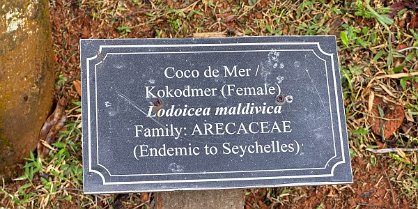 Coco de Mer /
Kokodmer (Female)
Lodoicea maldivica
Family: ARECACEAE
(Endemic to Seychelles)